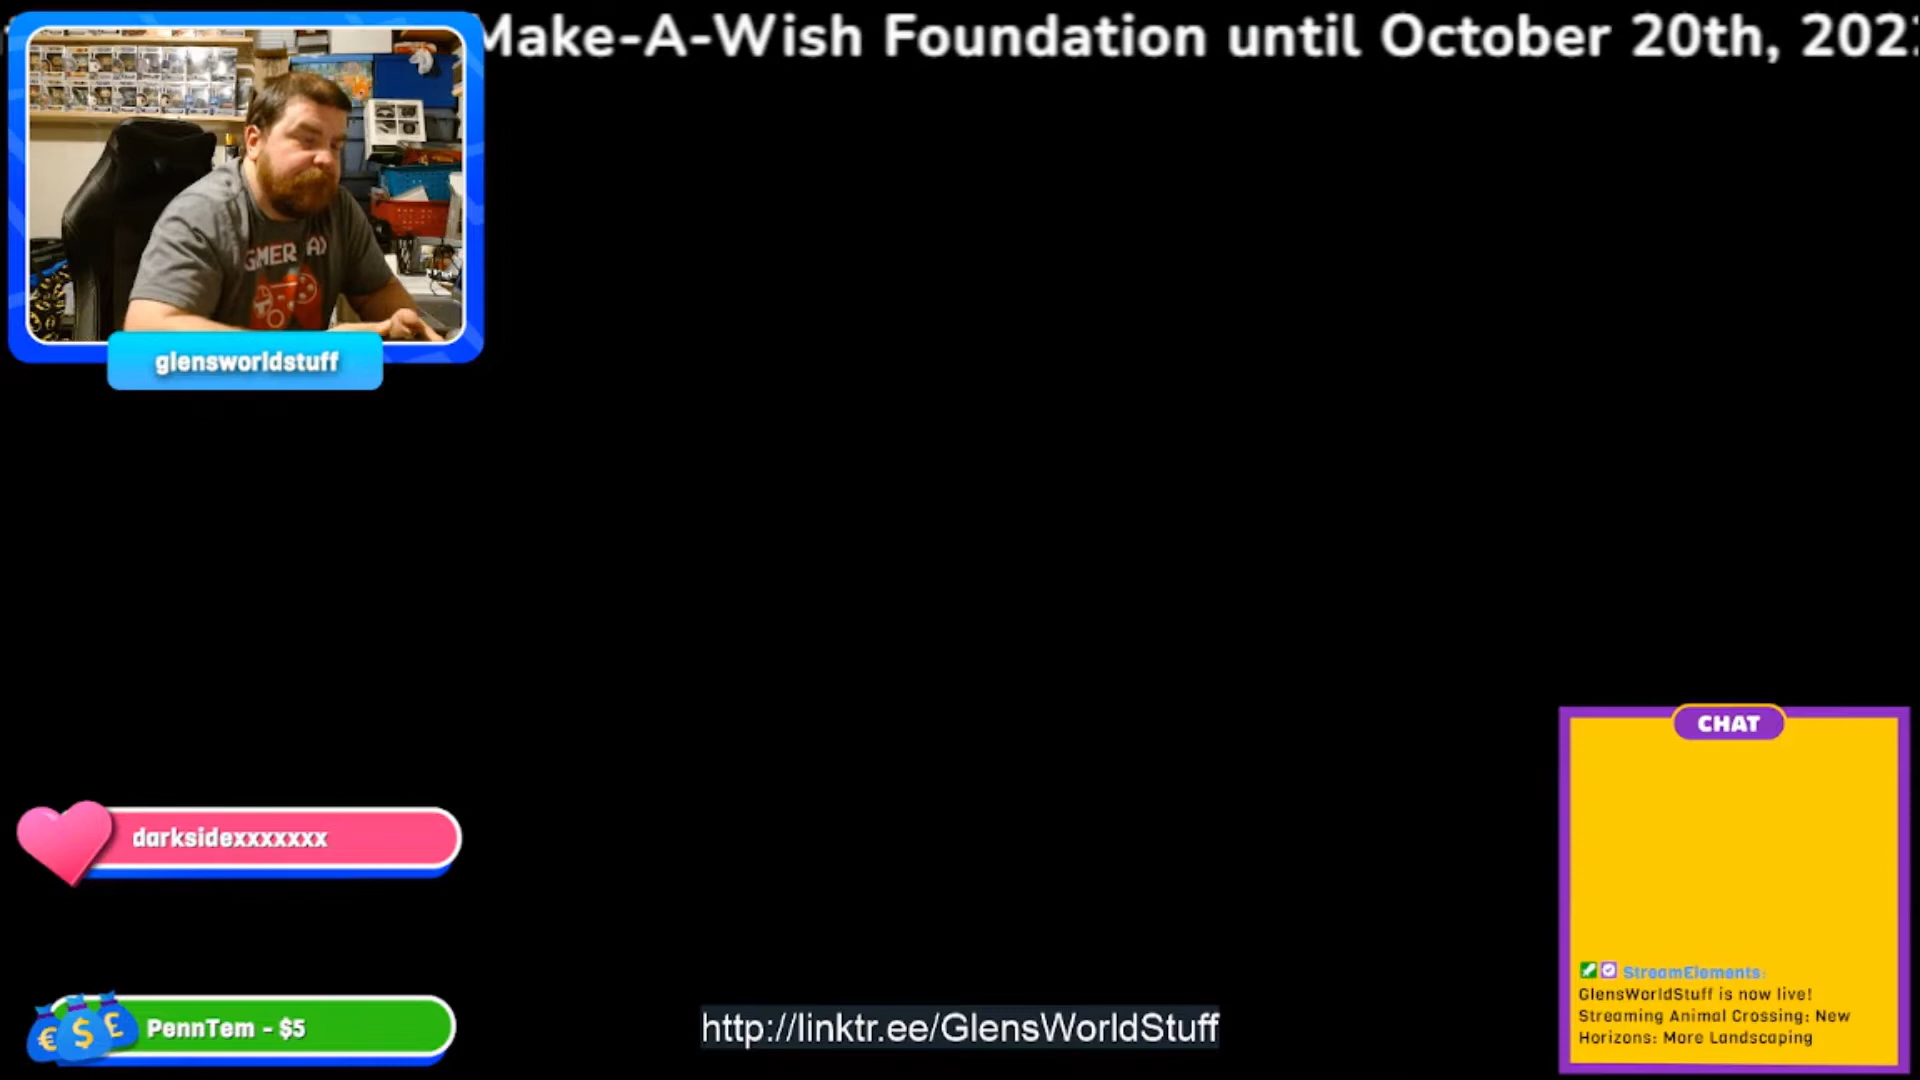 Make-A-Wish Foundation until October 20th, 202
glensworldstuff
darksidexxxxxxx
PennTem - $5
http://linktr.ee/GlensWorldStuff
CHAT
StreamElements:
GlensWorldStuff is now live!
Streaming Animal Crossing: New
Horizons: More Landscaping